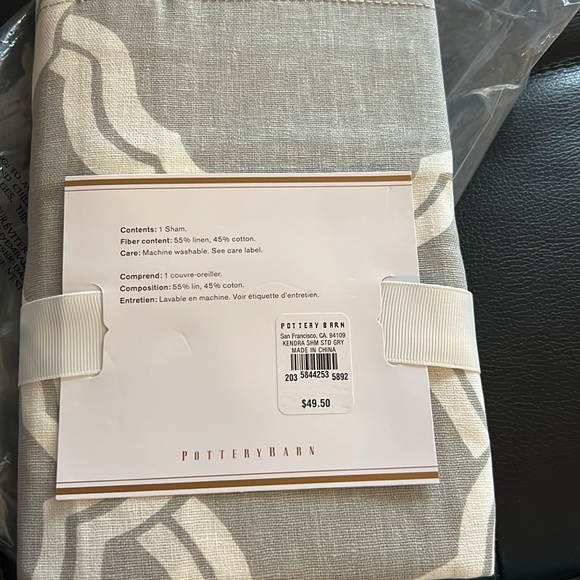 Contents: 1 Sham.
Fiber content: 55% linen, 45% cotton.
Care: Machine washable. See care label.
Comprend: 1 couvre-oreiller.
Composition: 55% lin, 45% coton.
Entretien: Lavable en machine. Voir étiquette d'entretien.
POTTERY BARN
San Francisco, CA. 94109
KENDRA SHM STD GRY
MADE IN CHINA
203 5844253 5892
$49.50
POTTERYBARN